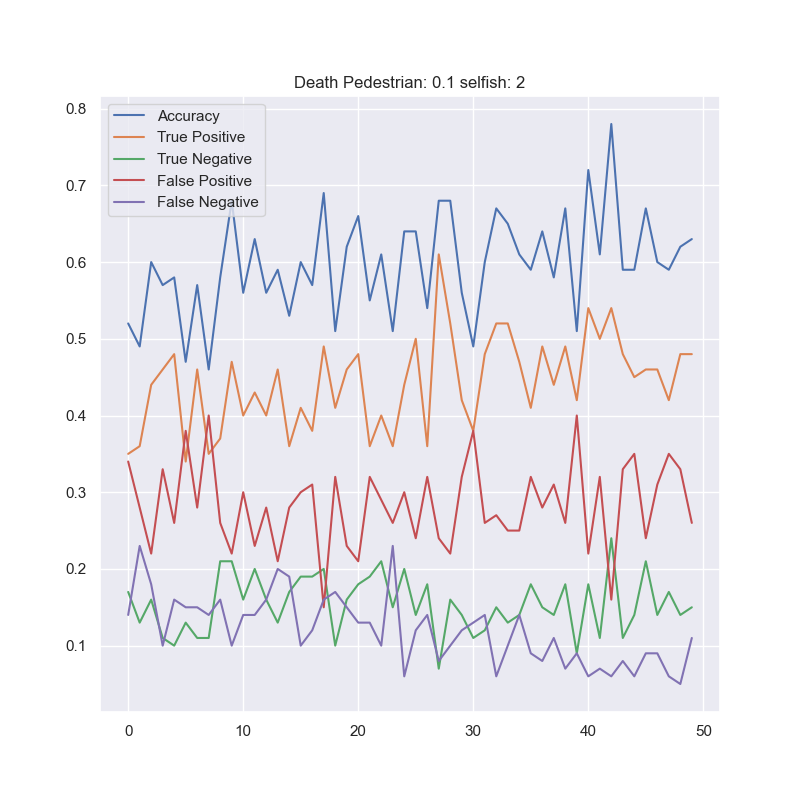 Death Pedestrian: 0.1 selfish: 2
Accuracy
True Positive
True Negative
False Positive
False Negative
0.8
0.7
0.6
0.5
0.4
0.3
0.2
0.1
0 10 20 30 40 50